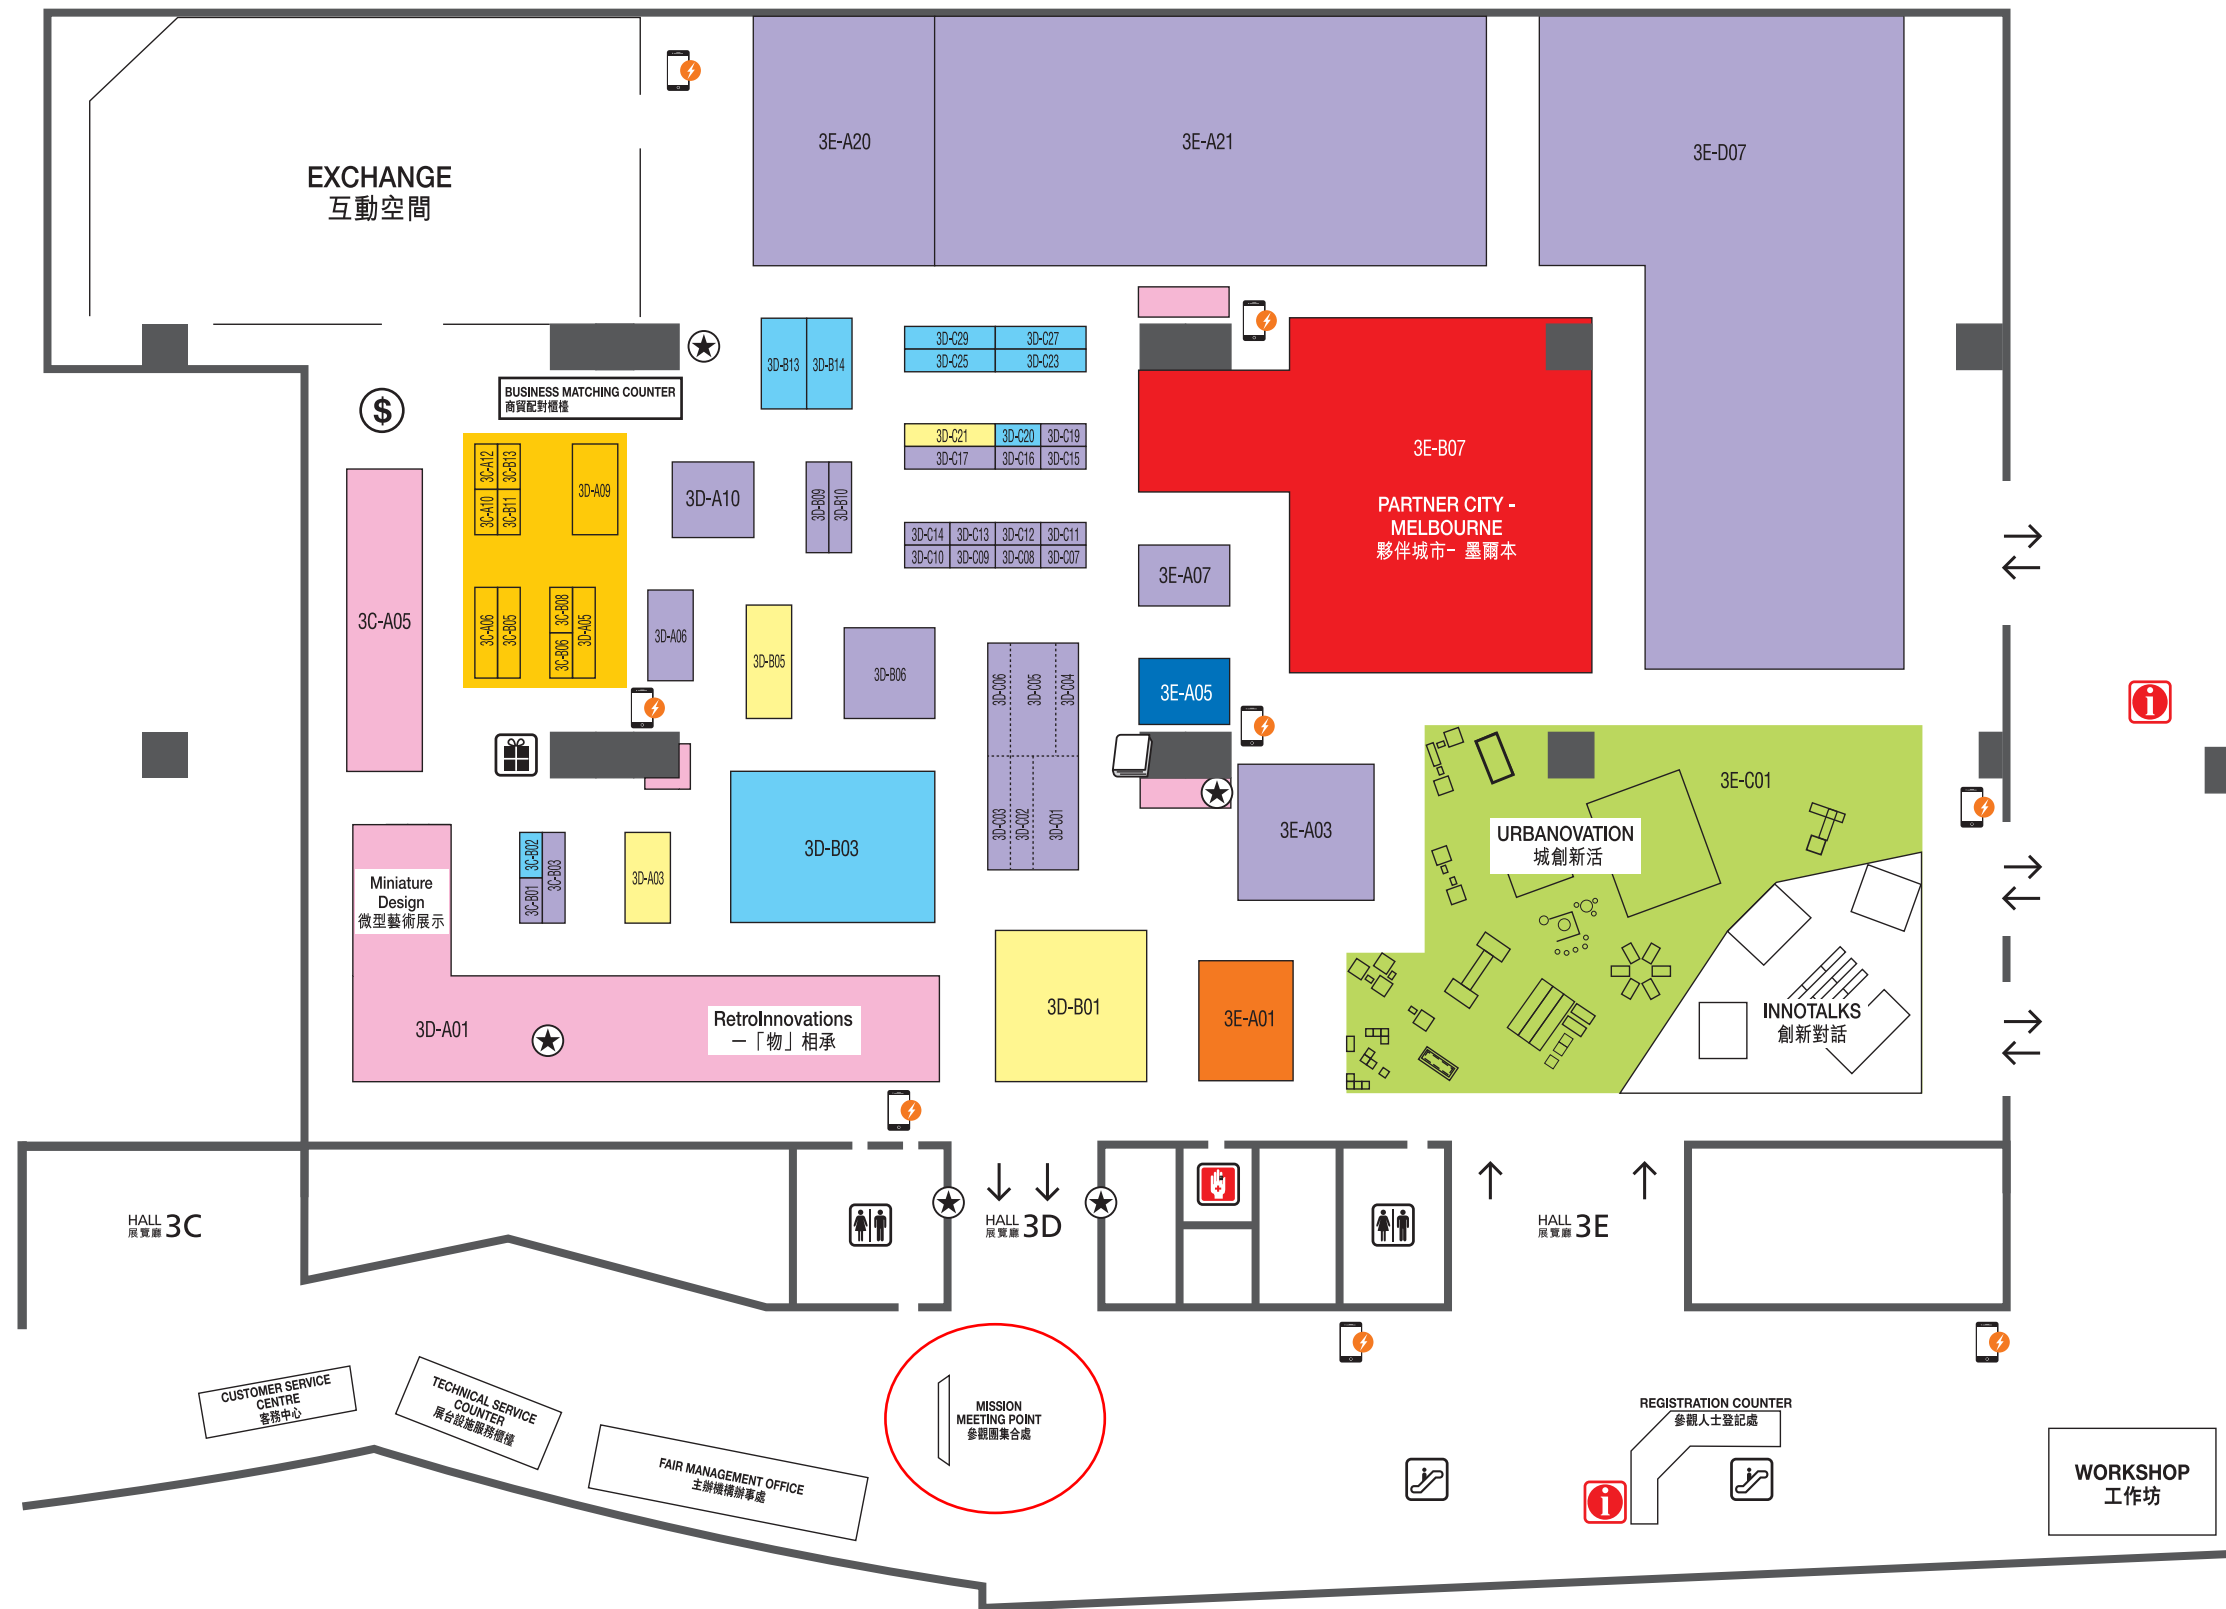 3E-A20
3E-A21
3E-D07
EXCHANGE
互動空間
3D-B13
3D-B14
3D-C29
3D-C27
3D-C25
3D-C23
BUSINESS MATCHING COUNTER
商貿配對櫃檯
$
3D-C21
3D-C20
3D-C19
3D-C17
3D-C16
3D-C15
3E-B07
PARTNER CITY -
MELBOURNE
夥伴城市- 墨爾本
3C-A12
3C-B13
3C-A10
3C-B11
3D-A09
3D-A10
3D-B09
3D-B10
3D-C14
3D-C13
3D-C12
3D-C11
3D-C10
3D-C09
3D-C08
3D-C07
3E-A07
3C-A05
3C-A06
3C-B05
3C-B08
3C-B06
3D-A05
3D-A06
3D-B05
3D-B06
3D-C06
3D-C05
3D-C04
3E-A05
3D-C03
3D-C02
3D-C01
3E-A03
3E-C01
URBANOVATION
城創新活
3D-B03
Miniature
Design
微型藝術展示
3C-B02
3C-B01
3C-B03
3D-A03
3D-A01
RetroInnovations
一「物」相承
3D-B01
3E-A01
INNOTALKS
創新對話
HALL
展覽廳 3C
HALL
展覽廳 3D
HALL
展覽廳 3E
CUSTOMER SERVICE
CENTRE
客務中心
TECHNICAL SERVICE
COUNTER
展台設施服務櫃檯
FAIR MANAGEMENT OFFICE
主辦機構辦事處
MISSION
MEETING POINT
參觀團集合處
REGISTRATION COUNTER
參觀人士登記處
WORKSHOP
工作坊